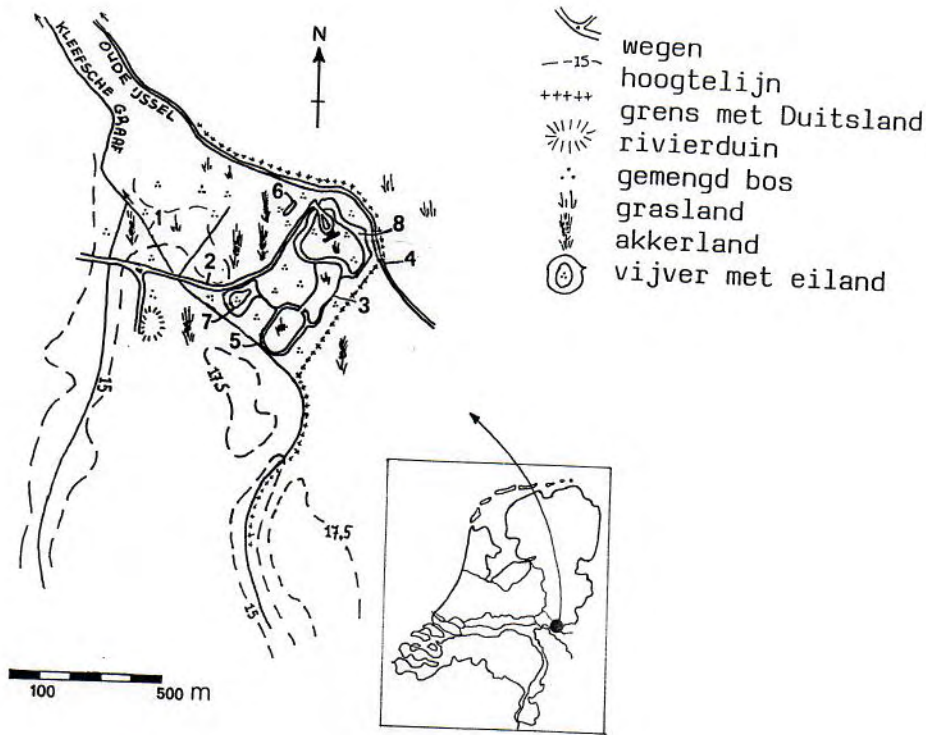 KLEEFSCHE GRAAF
OUDE IJSSEL
N
1
2
3
4
5
6
7
8
15
17.5
17.5
15
100
500 m
wegen
-15-
hoogtelijn
grens met Duitsland
rivierduin
gemengd bos
grasland
akkerland
vijver met eiland